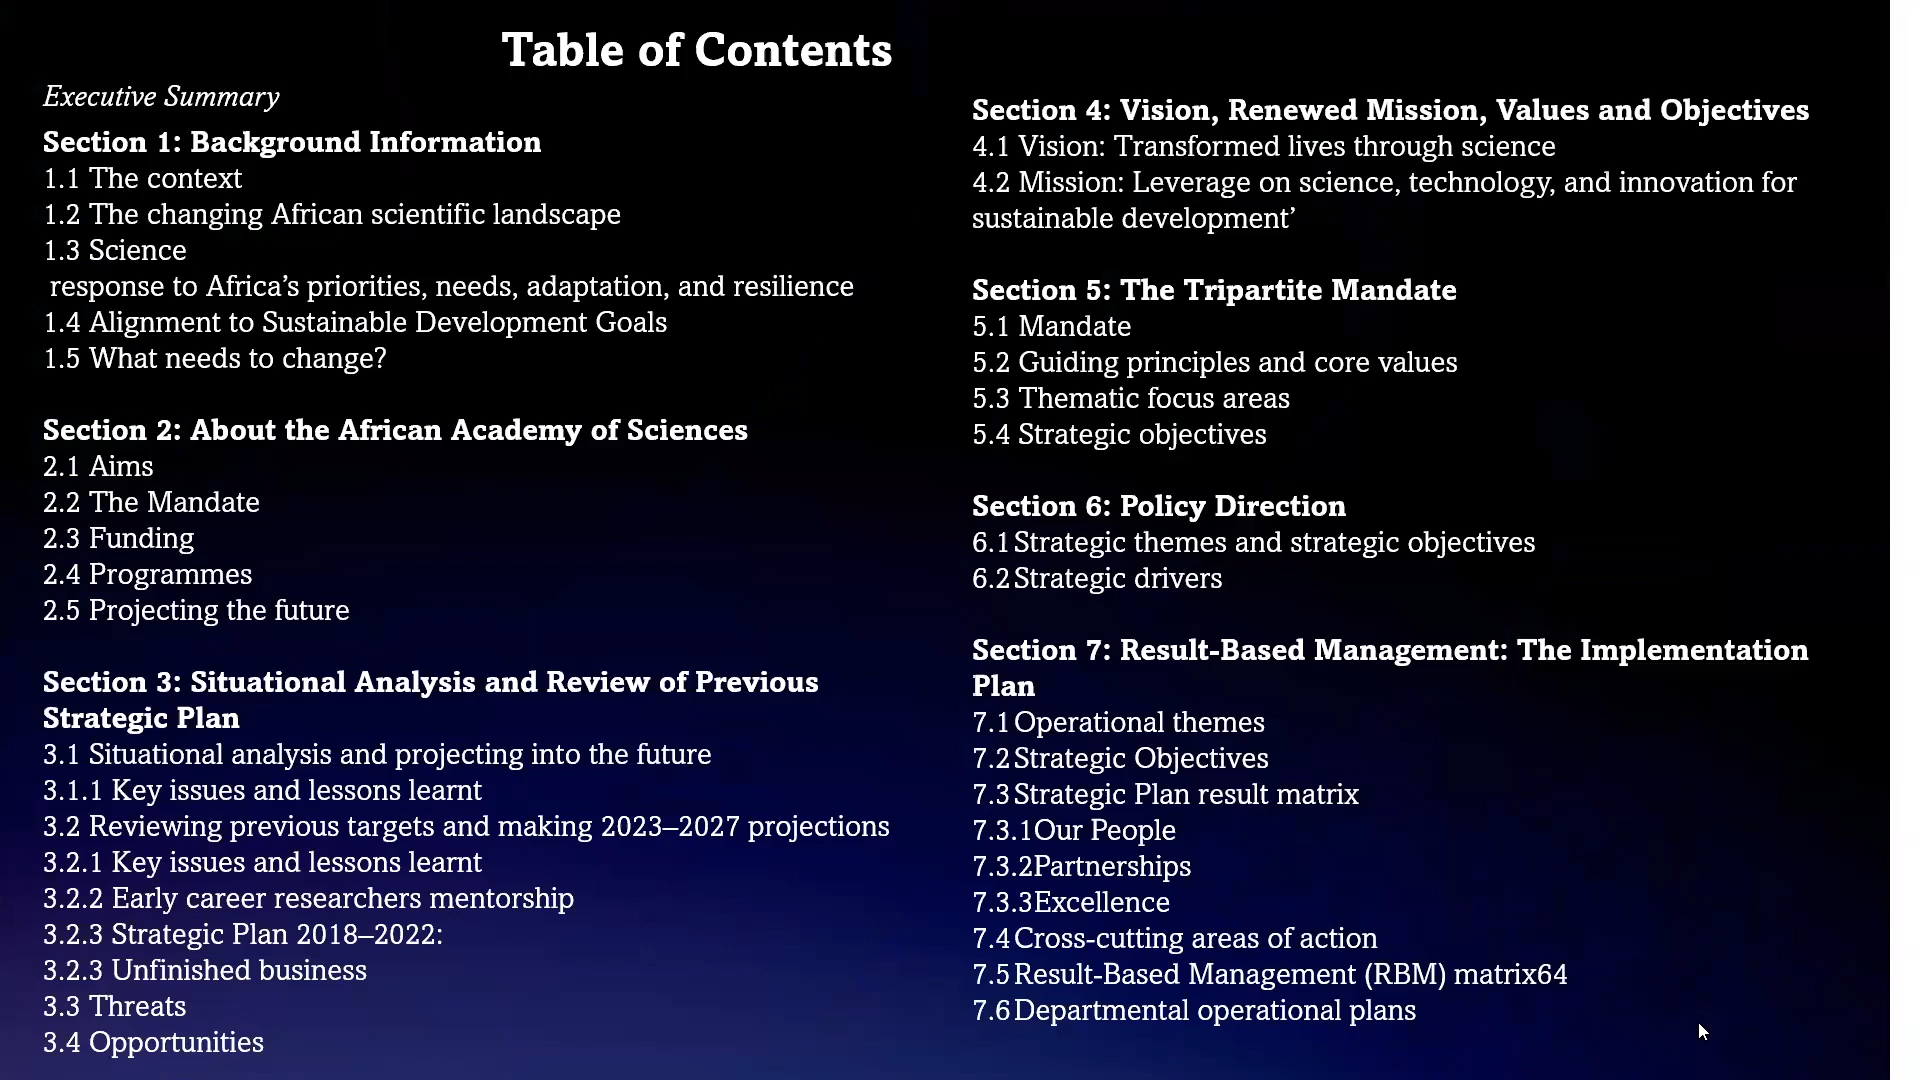 Table of Contents
Executive Summary
Section 1: Background Information
1.1 The context
1.2 The changing African scientific landscape
1.3 Science
response to Africa’s priorities, needs, adaptation, and resilience
1.4 Alignment to Sustainable Development Goals
1.5 What needs to change?
Section 2: About the African Academy of Sciences
2.1 Aims
2.2 The Mandate
2.3 Funding
2.4 Programmes
2.5 Projecting the future
Section 3: Situational Analysis and Review of Previous
Strategic Plan
3.1 Situational analysis and projecting into the future
3.1.1 Key issues and lessons learnt
3.2 Reviewing previous targets and making 2023–2027 projections
3.2.1 Key issues and lessons learnt
3.2.2 Early career researchers mentorship
3.2.3 Strategic Plan 2018–2022:
3.2.3 Unfinished business
3.3 Threats
3.4 Opportunities
Section 4: Vision, Renewed Mission, Values and Objectives
4.1 Vision: Transformed lives through science
4.2 Mission: Leverage on science, technology, and innovation for
sustainable development’
Section 5: The Tripartite Mandate
5.1 Mandate
5.2 Guiding principles and core values
5.3 Thematic focus areas
5.4 Strategic objectives
Section 6: Policy Direction
6.1 Strategic themes and strategic objectives
6.2 Strategic drivers
Section 7: Result-Based Management: The Implementation
Plan
7.1 Operational themes
7.2 Strategic Objectives
7.3 Strategic Plan result matrix
7.3.1Our People
7.3.2Partnerships
7.3.3Excellence
7.4 Cross-cutting areas of action
7.5 Result-Based Management (RBM) matrix64
7.6 Departmental operational plans